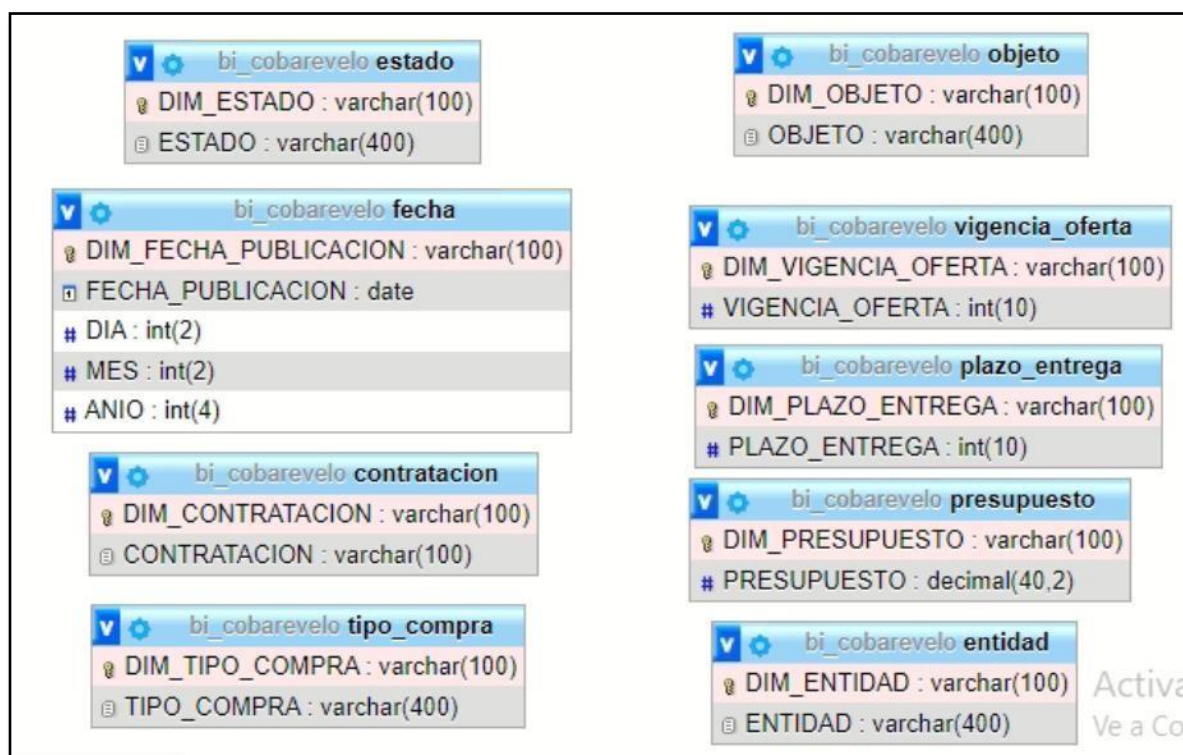 bi_cobarevelo estado
DIM_ESTADO : varchar(100)
ESTADO : varchar(400)
bi_cobarevelo fecha
DIM_FECHA_PUBLICACION : varchar(100)
FECHA_PUBLICACION : date
# DIA : int(2)
# MES : int(2)
# ANIO : int(4)
bi_cobarevelo contratacion
DIM_CONTRATACION : varchar(100)
CONTRATACION : varchar(100)
bi_cobarevelo tipo_compra
DIM_TIPO_COMPRA : varchar(100)
TIPO_COMPRA : varchar(400)
bi_cobarevelo objeto
DIM_OBJETO : varchar(100)
OBJETO : varchar(400)
bi_cobarevelo vigencia_oferta
DIM_VIGENCIA_OFERTA : varchar(100)
# VIGENCIA_OFERTA : int(10)
bi_cobarevelo plazo_entrega
DIM_PLAZO_ENTREGA : varchar(100)
# PLAZO_ENTREGA : int(10)
bi_cobarevelo presupuesto
DIM_PRESUPUESTO : varchar(100)
# PRESUPUESTO : decimal(40,2)
bi_cobarevelo entidad
DIM_ENTIDAD : varchar(100)
ENTIDAD : varchar(400)
Activa
Ve a Co